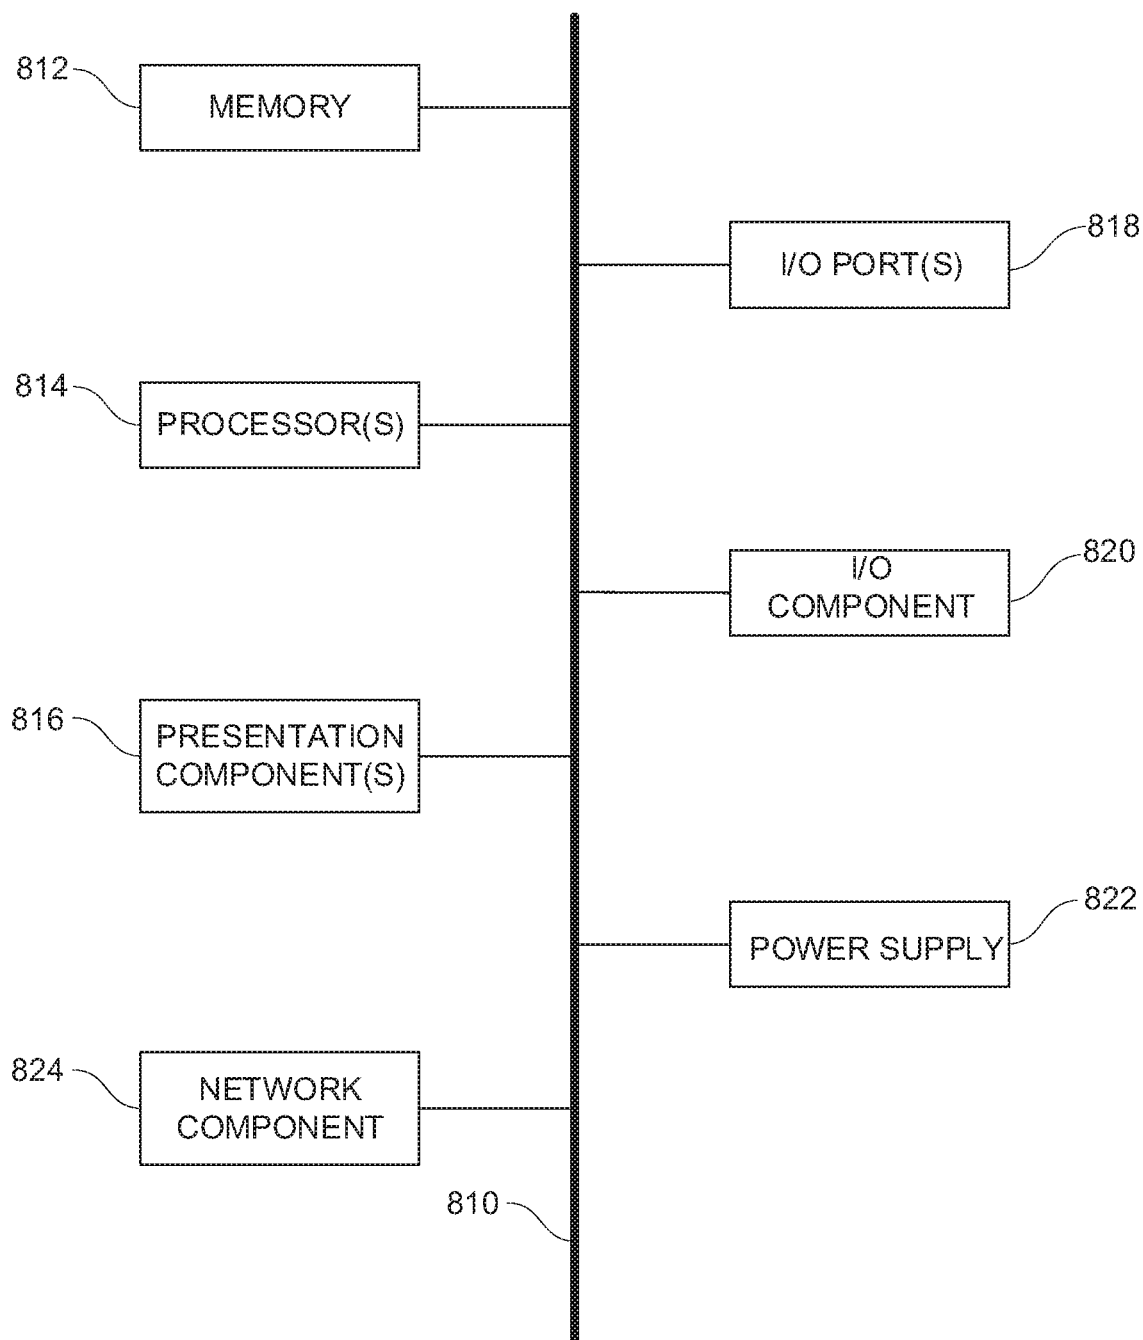 812
MEMORY
818
I/O PORT(S)
814
PROCESSOR(S)
820
I/O
COMPONENT
816
PRESENTATION
COMPONENT(S)
822
POWER SUPPLY
824
NETWORK
COMPONENT
810